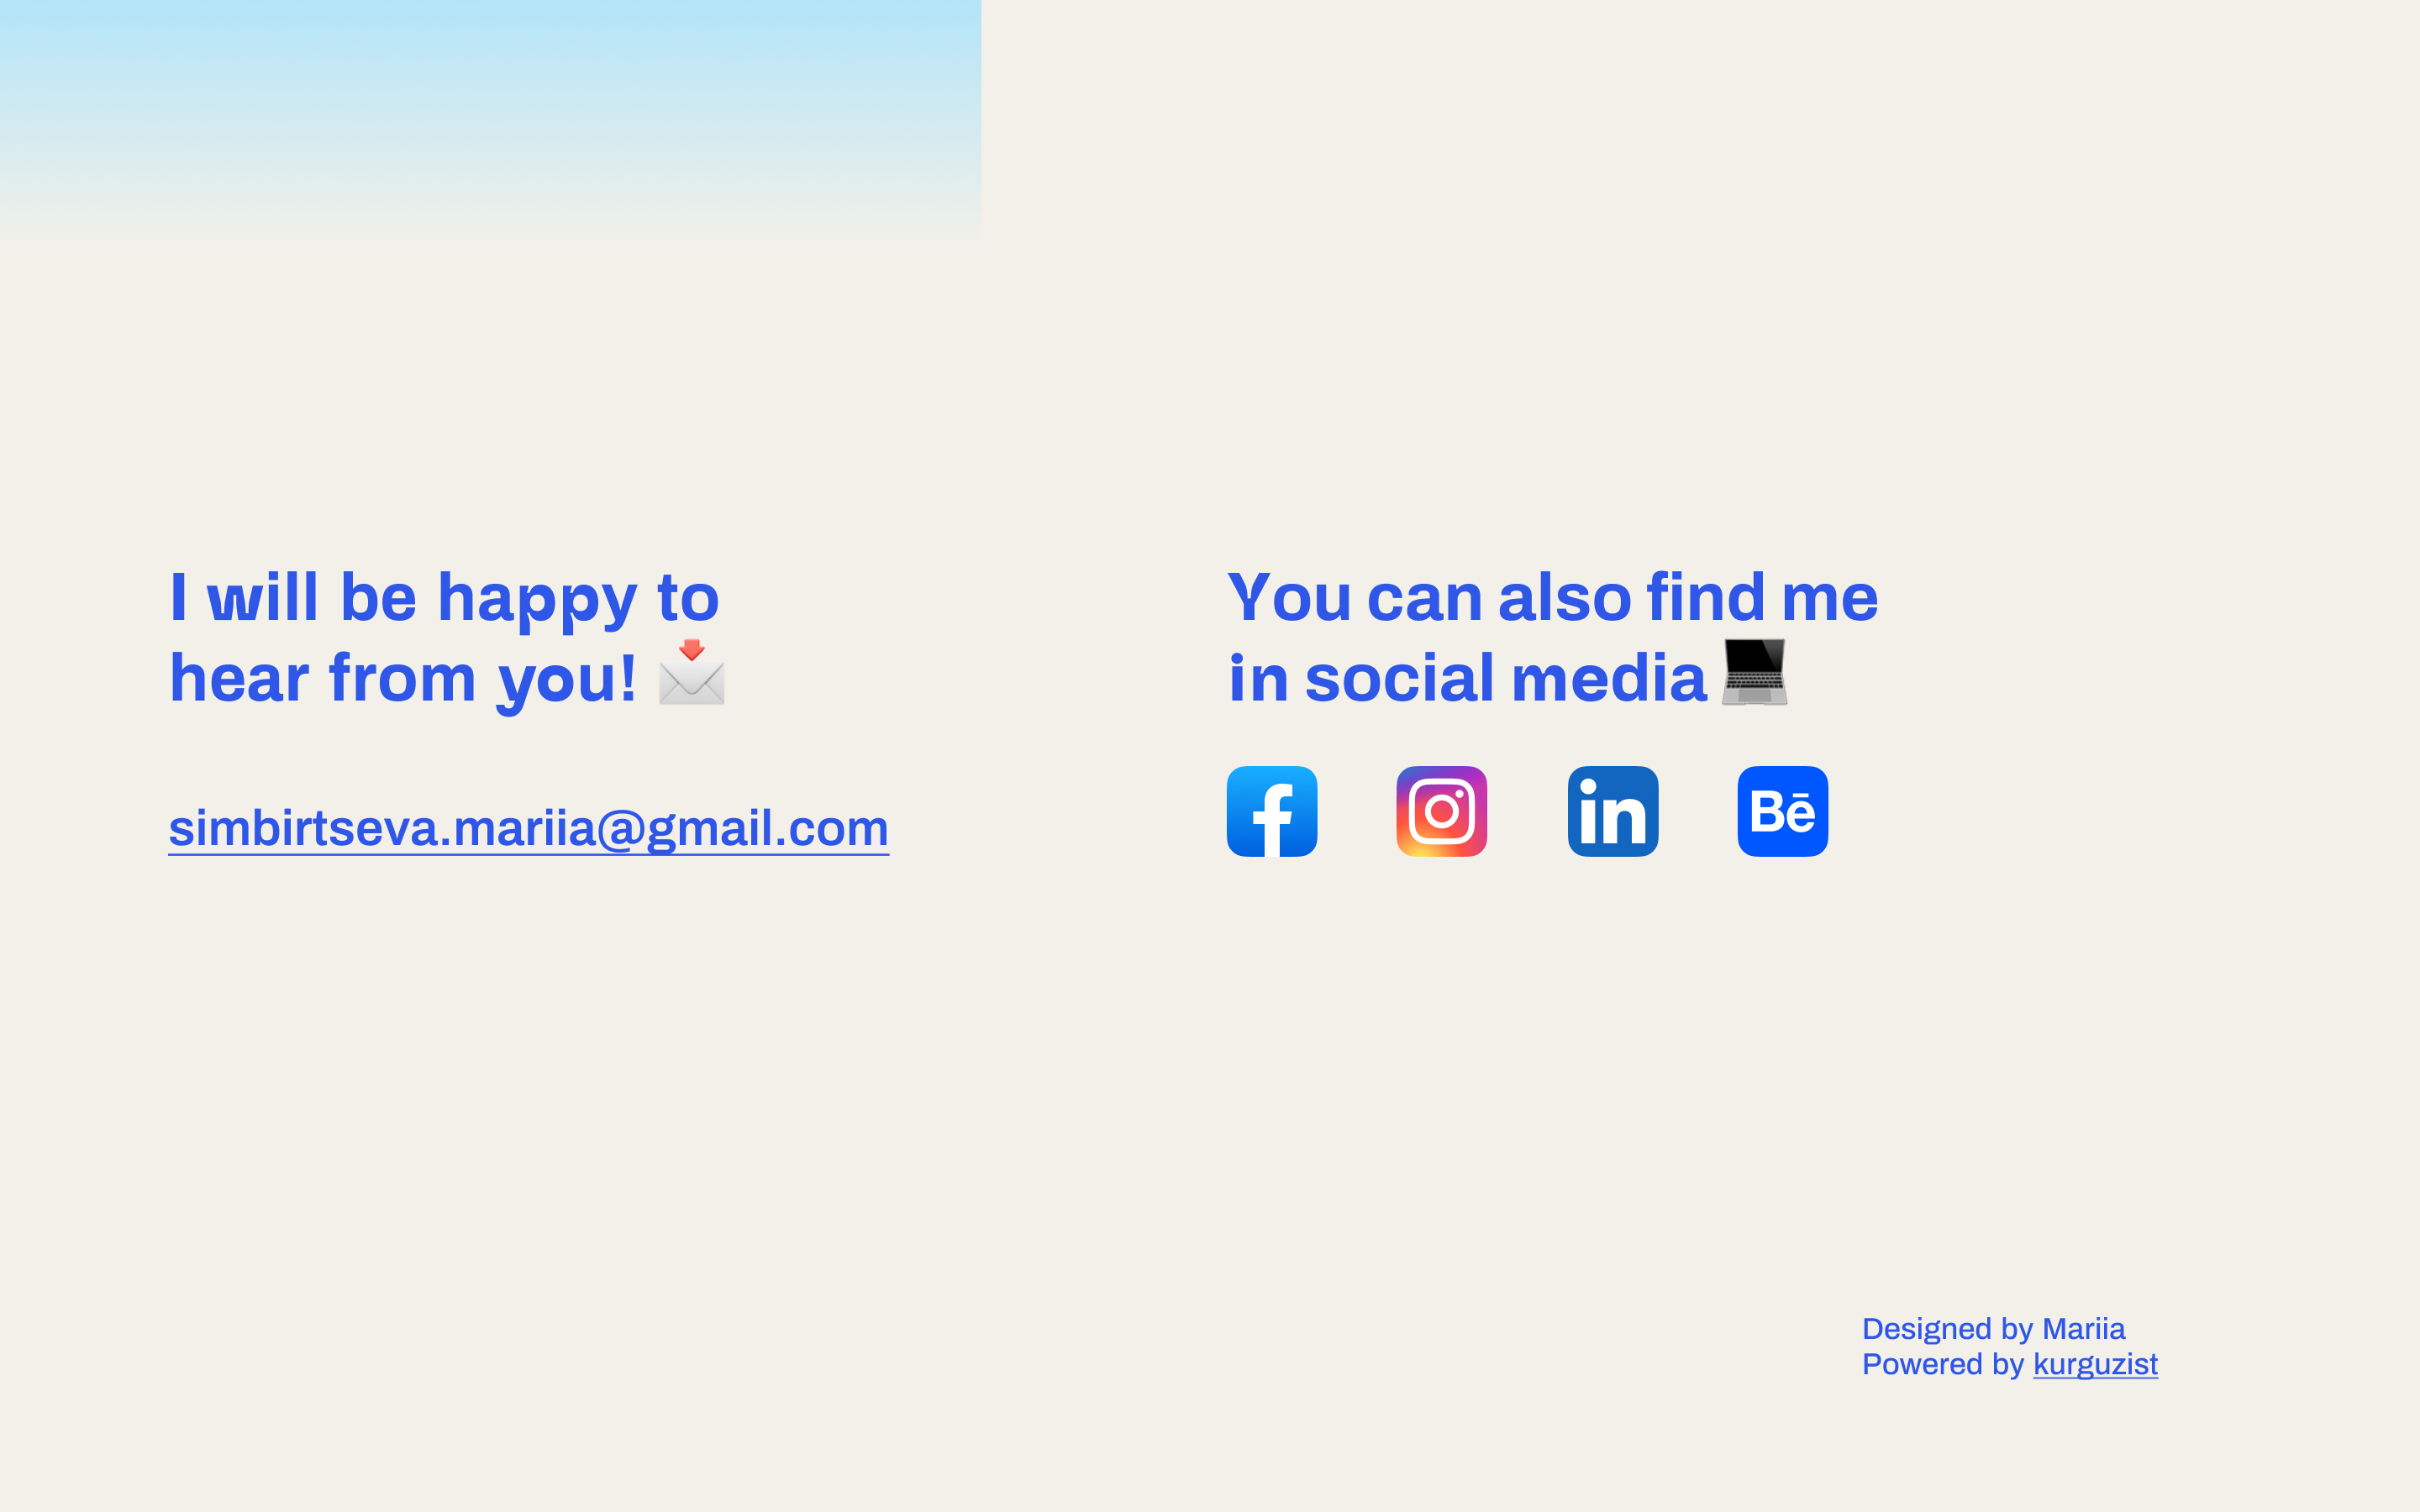 I will be happy to
hear from you! 📩
simbirtseva.mariia@gmail.com
You can also find me
in social media 💻
f
in
Bē
Designed by Mariia
Powered by kurguzist